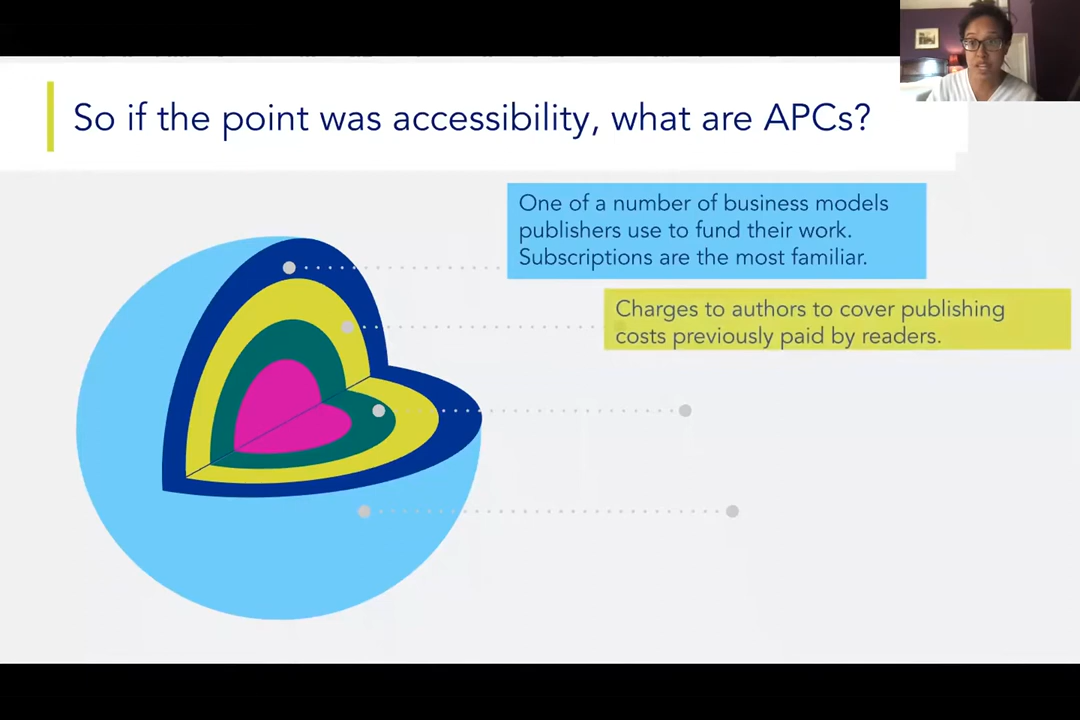 So if the point was accessibility, what are APCs?
One of a number of business models
publishers use to fund their work.
Subscriptions are the most familiar.
Charges to authors to cover publishing
costs previously paid by readers.